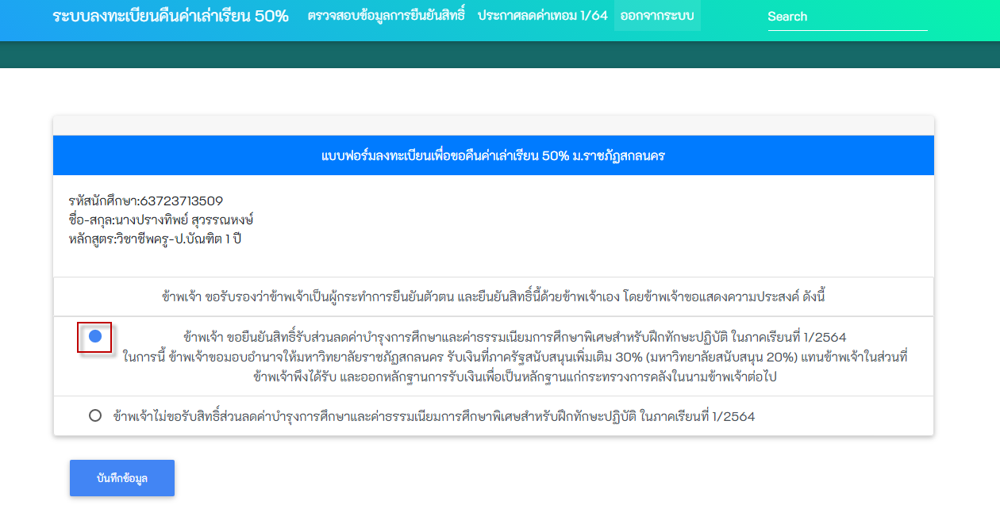 ระบบลงทะเบียนคืนค่าเล่าเรียน 50% ตรวจสอบข้อมูลการยืนยันสิทธิ์ ประกาศลดค่าเทอม 1/64 ออกจากระบบ Search
แบบฟอร์มลงทะเบียนเพื่อขอคืนค่าเล่าเรียน 50% ม.ราชภัฏสกลนคร
รหัสนักศึกษา:63723713509
ชื่อ-สกุล:นางปรางทิพย์ สุวรรณหงษ์
หลักสูตร:วิชาชีพครู-ป.บัณฑิต 1 ปี
ข้าพเจ้า ขอรับรองว่าข้าพเจ้าเป็นผู้กระทำการยืนยันตัวตน และยืนยันสิทธิ์นี้ด้วยข้าพเจ้าเอง โดยข้าพเจ้าขอแสดงความประสงค์ ดังนี้
ข้าพเจ้า ขอยืนยันสิทธิ์รับส่วนลดค่าบำรุงการศึกษาและค่าธรรมเนียมการศึกษาพิเศษสำหรับฝึกทักษะปฏิบัติ ในภาคเรียนที่ 1/2564
ในการนี้ ข้าพเจ้าขอมอบอำนาจให้มหาวิทยาลัยราชภัฏสกลนคร รับเงินที่ภาครัฐสนับสนุนเพิ่มเติม 30% (มหาวิทยาลัยสนับสนุน 20%) แทนข้าพเจ้าในส่วนที่
ข้าพเจ้าพึงได้รับ และออกหลักฐานการรับเงินเพื่อเป็นหลักฐานแก่กระทรวงการคลังในนามข้าพเจ้าต่อไป
ข้าพเจ้าไม่ขอรับสิทธิ์ส่วนลดค่าบำรุงการศึกษาและค่าธรรมเนียมการศึกษาพิเศษสำหรับฝึกทักษะปฏิบัติ ในภาคเรียนที่ 1/2564
บันทึกข้อมูล